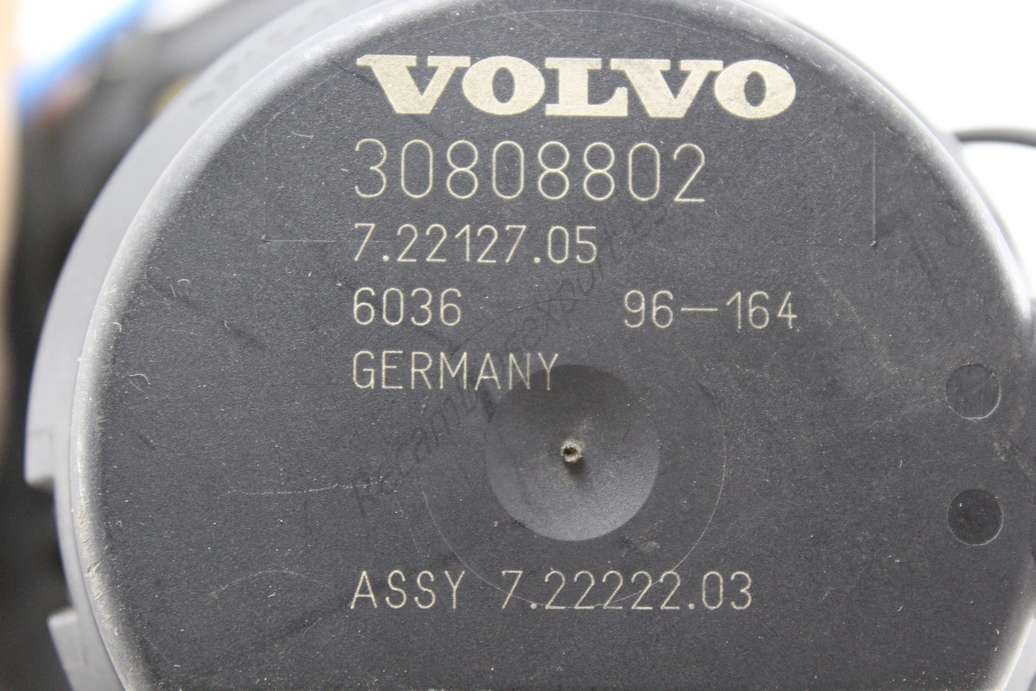 VOLVO
30808802
7.22127.05
6036 96-164
GERMANY
ASSY 7.22222.03